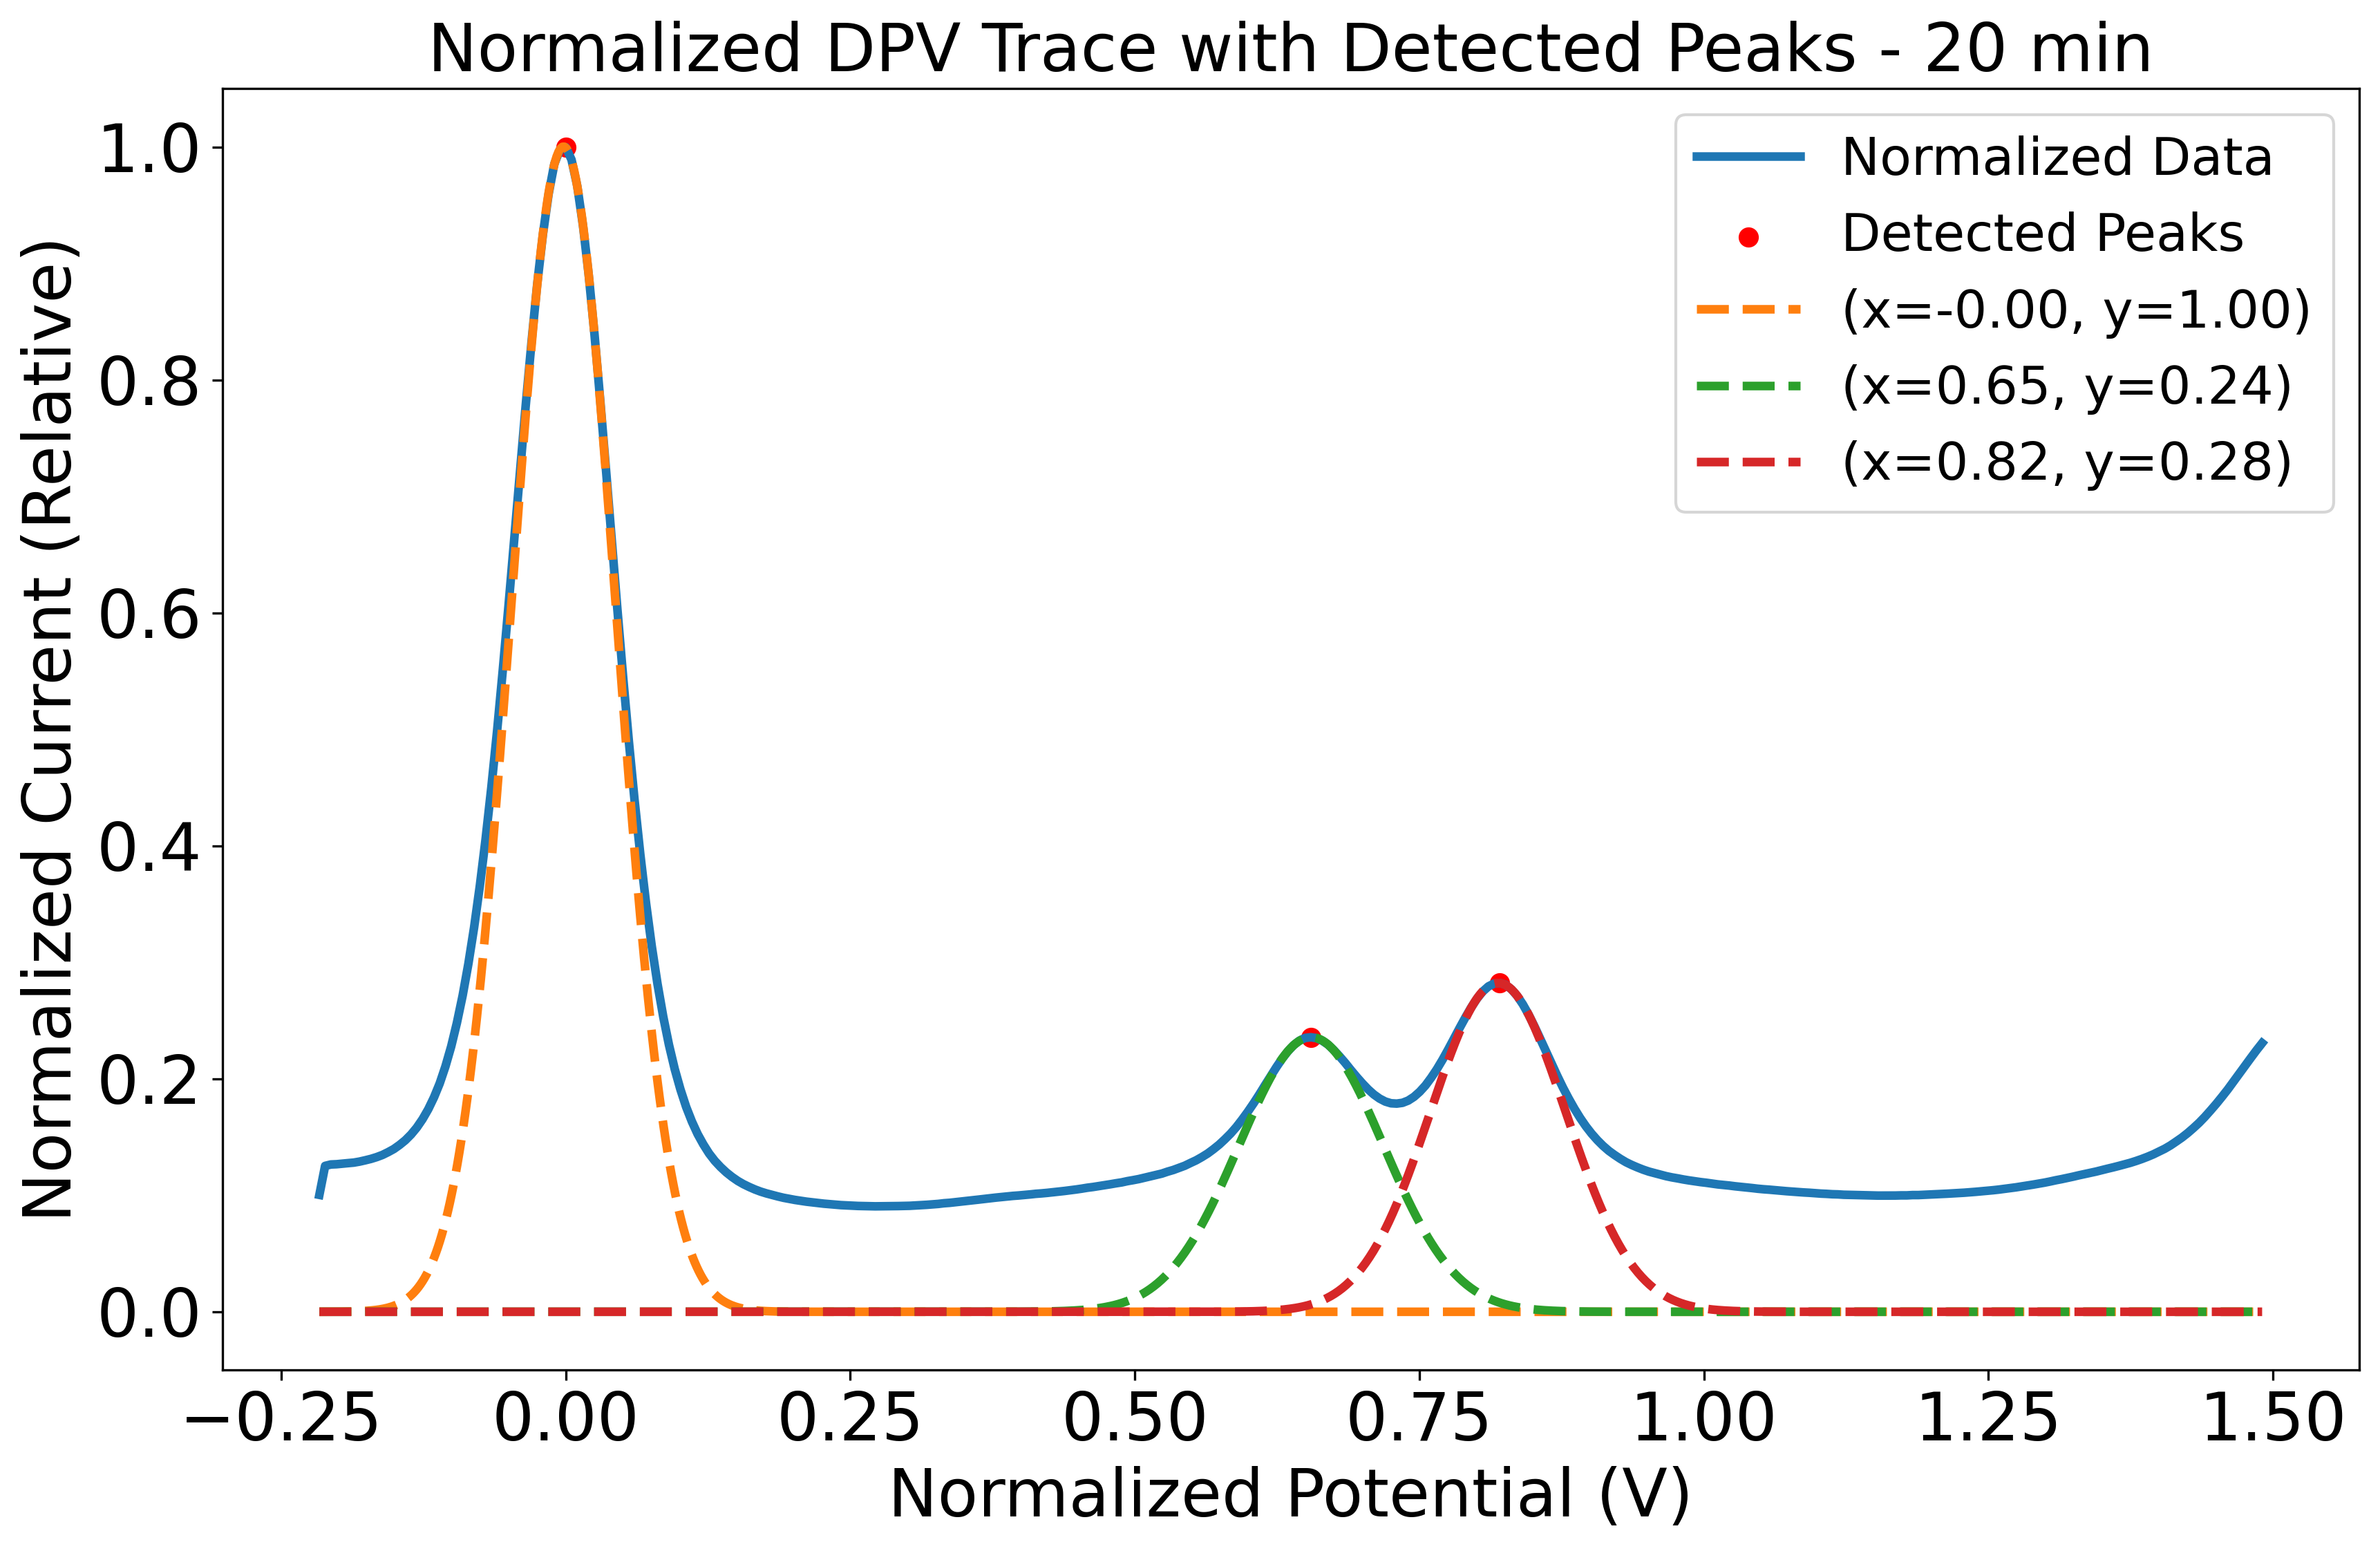 Normalized DPV Trace with Detected Peaks - 20 min
Normalized Data
Detected Peaks
(x=-0.00, y=1.00)
(x=0.65, y=0.24)
(x=0.82, y=0.28)
Normalized Current (Relative)
1.0
0.8
0.6
0.4
0.2
0.0
−0.25 0.00 0.25 0.50 0.75 1.00 1.25 1.50
Normalized Potential (V)